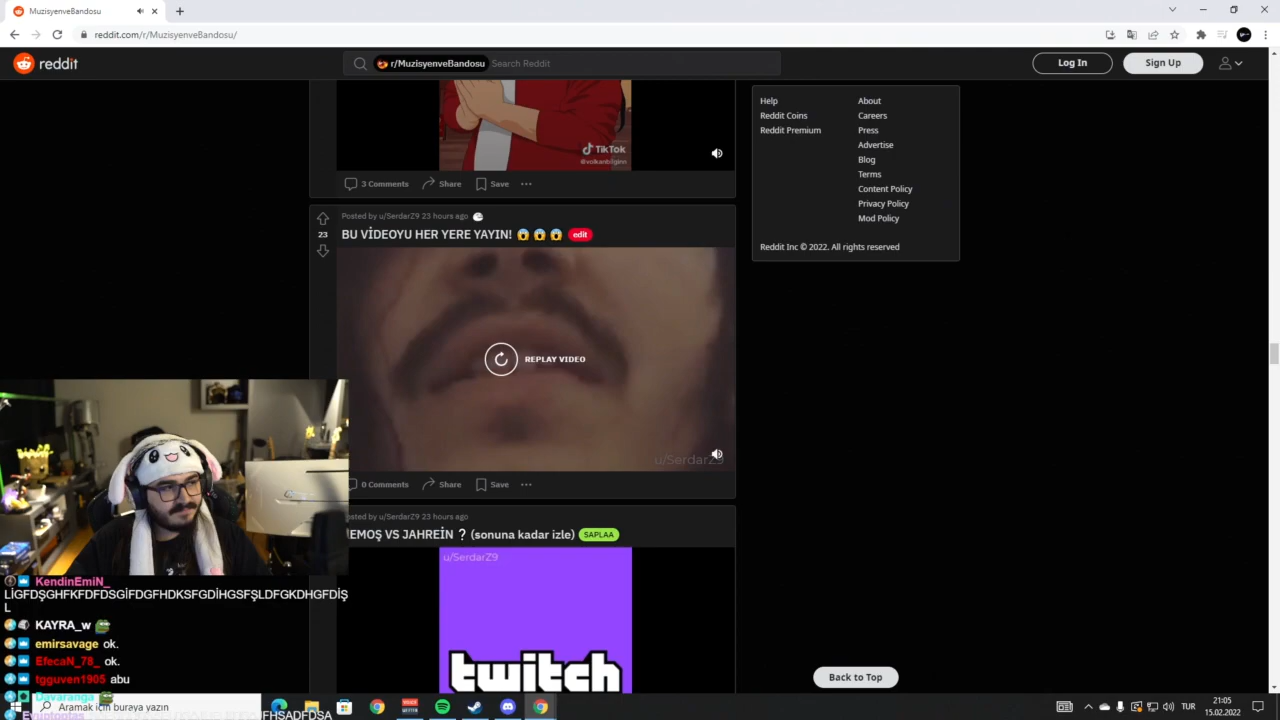 MuzisyenveBandosu
reddit.com/r/MuzisyenveBandosu/
reddit
r/MuzisyenveBandosu
Search Reddit
Log In
Sign Up
TikTok
@volkanbilginn
3 Comments
Share
Save
Posted by u/SerdarZ9 23 hours ago
23
BU VİDEOYU HER YERE YAYIN! 😱 😱 😱 edit
REPLAY VIDEO
u/SerdarZ9
0 Comments
Share
Save
osted by u/SerdarZ9 23 hours ago
EMOŞ VS JAHREİN ? (sonuna kadar izle) SAPLAA
u/SerdarZ9
twitch
Help
About
Reddit Coins
Careers
Reddit Premium
Press
Advertise
Blog
Terms
Content Policy
Privacy Policy
Mod Policy
Reddit Inc © 2022. All rights reserved
Back to Top
KendinEmiN_
LİGFDŞGHFKFDFDSGİFDGFHDKSFGDİHGSFŞLDFGKDHGFDİŞ
L
KAYRA_w
emirsavage ok.
EfecaN_78_ ok.
tgguven1905 abu
Davaranga
Aramak için buraya yazın
FHSADFDSA
TUR
21:05
15.02.2022